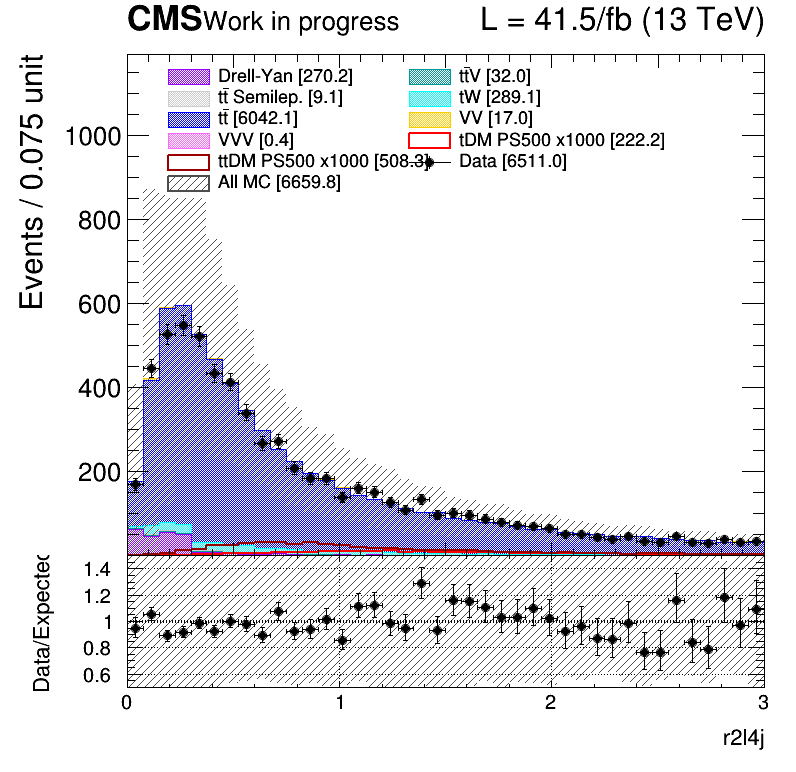 CMS Work in progress L = 41.5/fb (13 TeV)
Drell-Yan [270.2] tt̄V [32.0]
tt̄ Semilep. [9.1] tW [289.1]
tt̄ [6042.1] VV [17.0]
VVV [0.4] tDM PS500 x1000 [222.2]
ttDM PS500 x1000 [508.3] Data [6511.0]
All MC [6659.8]
Events / 0.075 unit
1000
800
600
400
200
Data/Expected
1.4
1.2
1
0.8
0.6
0 1 2 3
r2l4j